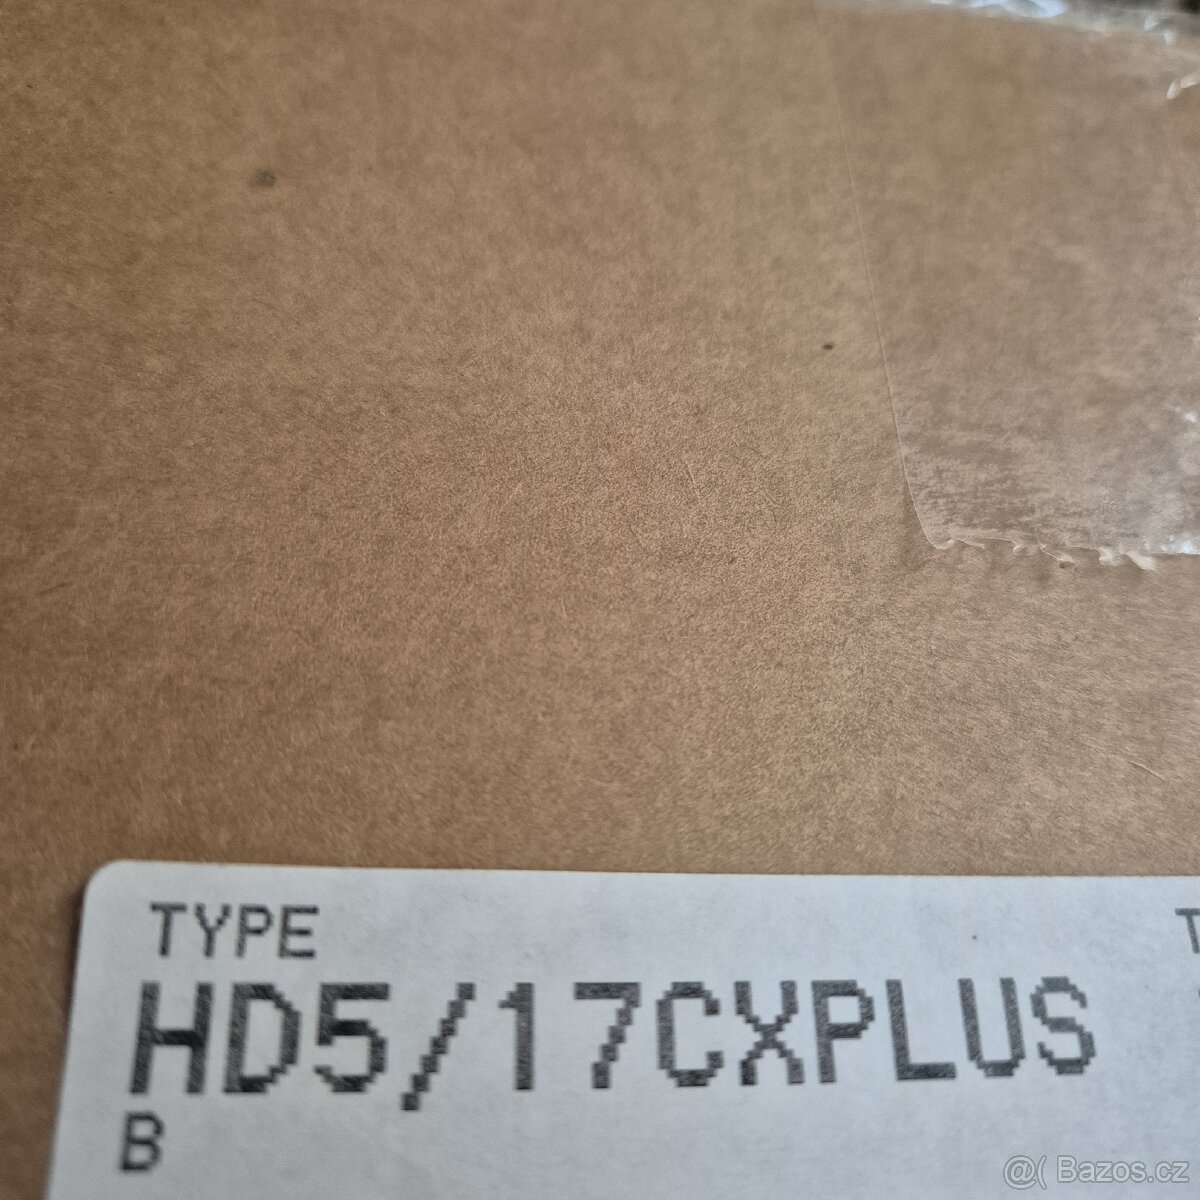 TYPE
HD5/17CXPLUS
B
@( Bazos.cz